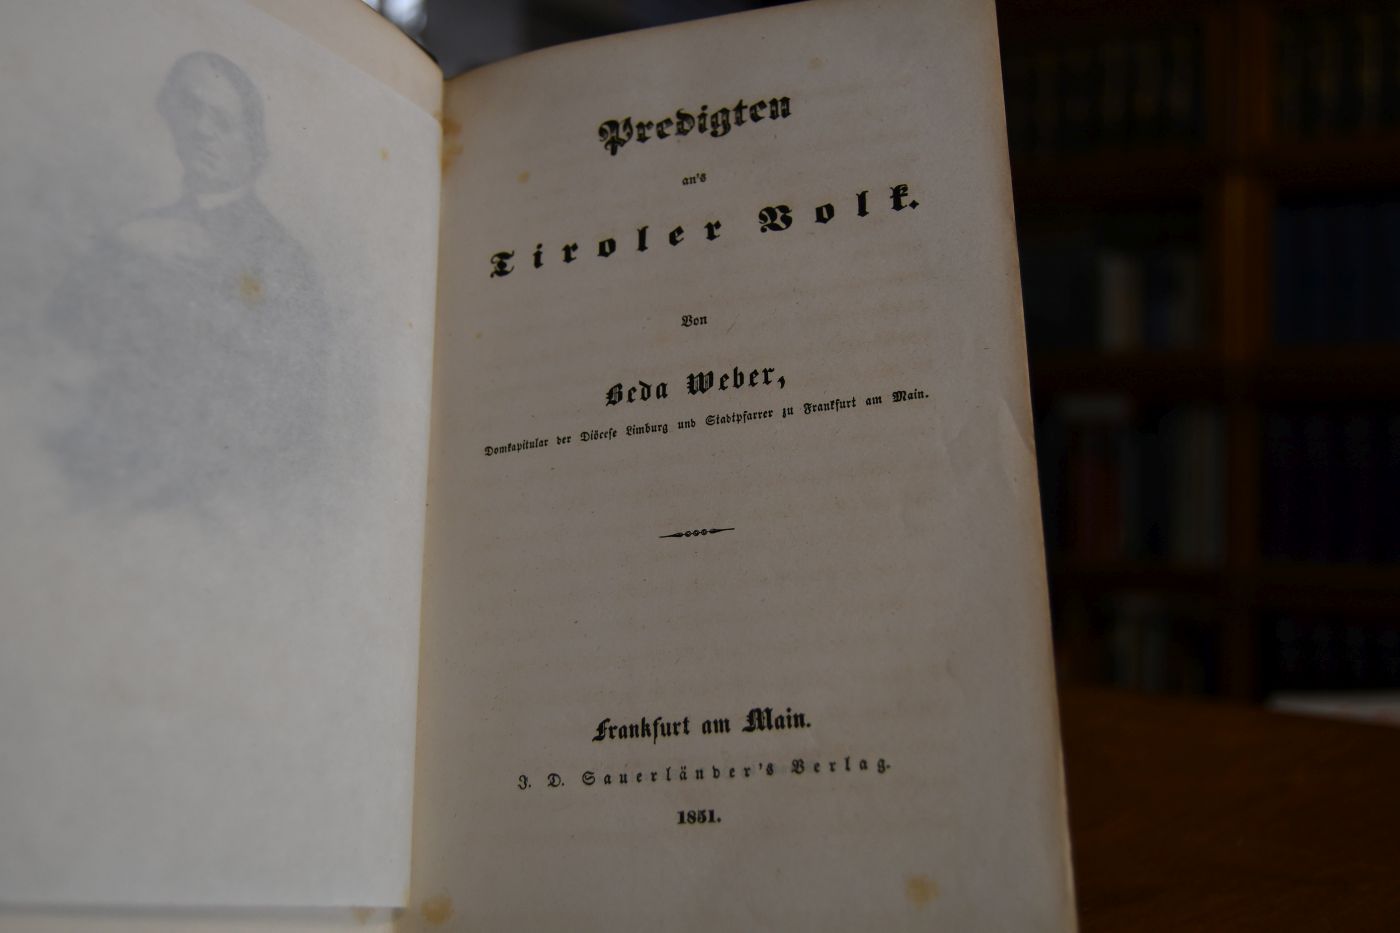 Predigten
an's
Tiroler Volk.
Von
Beda Weber,
Domkapitular der Diöcese Limburg und Stadtpfarrer zu Frankfurt am Main.
Frankfurt am Main.
J. D. Sauerländer's Verlag.
1851.